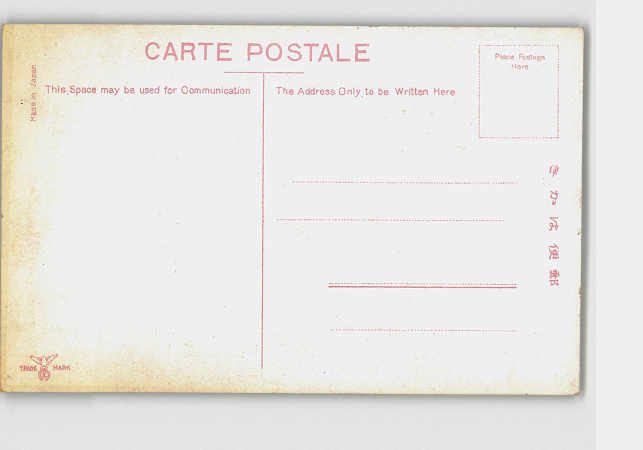 CARTE POSTALE
Made in Japan
This Space may be used for Communication
The Address Only to be Written Here
Place Postage
Here
郵便はかき
TRADE MARK